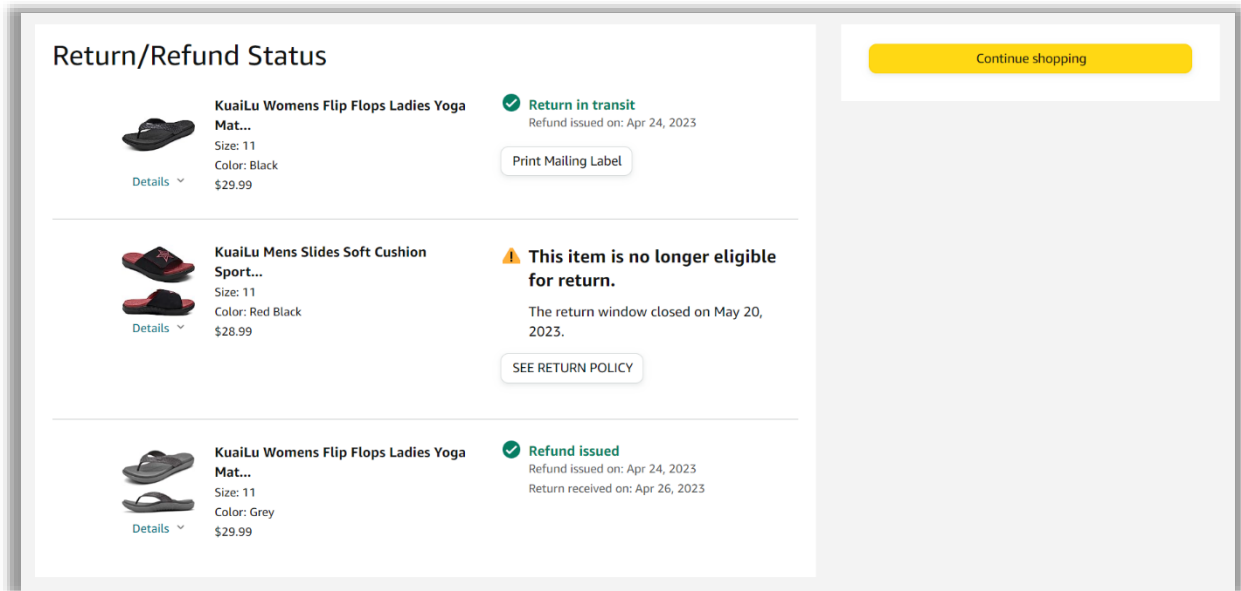 Return/Refund Status
Continue shopping
KuaiLu Womens Flip Flops Ladies Yoga
Mat...
Size: 11
Color: Black
$29.99
Details
Return in transit
Refund issued on: Apr 24, 2023
Print Mailing Label
KuaiLu Mens Slides Soft Cushion
Sport...
Size: 11
Color: Red Black
$28.99
Details
This item is no longer eligible
for return.
The return window closed on May 20,
2023.
SEE RETURN POLICY
KuaiLu Womens Flip Flops Ladies Yoga
Mat...
Size: 11
Color: Grey
$29.99
Details
Refund issued
Refund issued on: Apr 24, 2023
Return received on: Apr 26, 2023